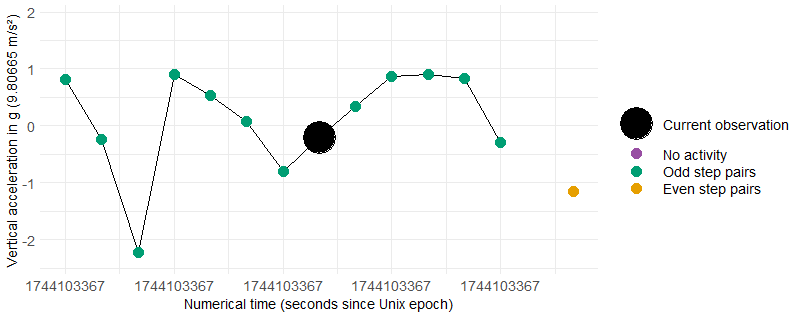 Vertical acceleration in g (9.80665 m/s²)
2
1
0
-1
-2
1744103367 1744103367 1744103367 1744103367 1744103367
Numerical time (seconds since Unix epoch)
Current observation
No activity
Odd step pairs
Even step pairs